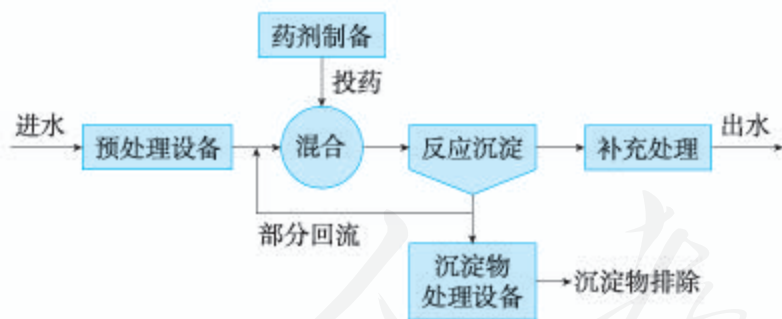 药剂制备
投药
进水
预处理设备
混合
反应沉淀
补充处理
出水
部分回流
沉淀物
处理设备
沉淀物排除